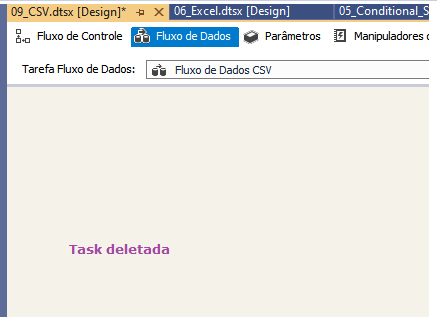 09_CSV.dtsx [Design]* 06_Excel.dtsx [Design] 05_Conditional_S
Fluxo de Controle Fluxo de Dados Parâmetros Manipuladores
Tarefa Fluxo de Dados: Fluxo de Dados CSV
Task deletada